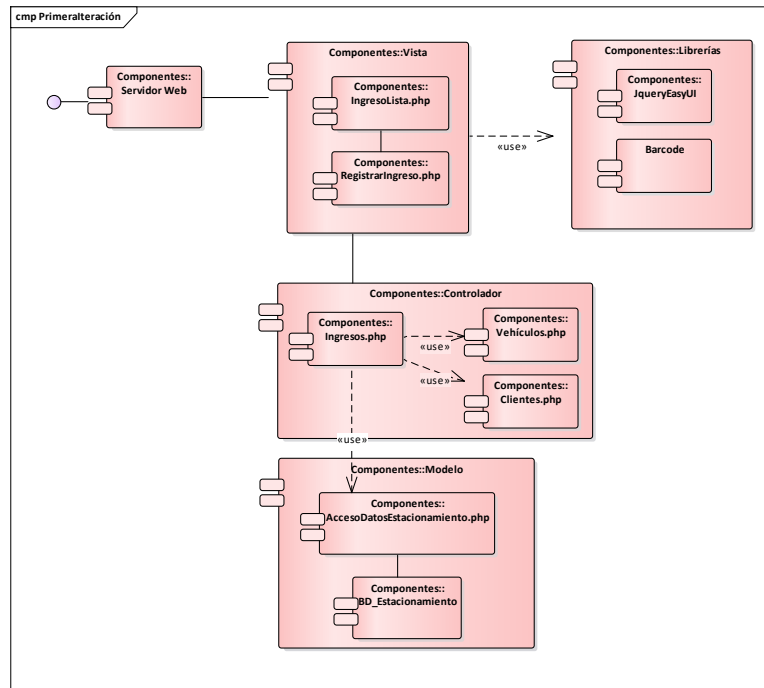 cmp PrimeraIteración
Componentes::
Servidor Web
Componentes::Vista
Componentes::
IngresoLista.php
Componentes::
RegistrarIngreso.php
«use»
Componentes::Librerías
Componentes::
JqueryEasyUI
Barcode
Componentes::Controlador
Componentes::
Ingresos.php
«use»
Componentes::
Vehículos.php
«use»
Componentes::
Clientes.php
«use»
Componentes::Modelo
Componentes::
AccesoDatosEstacionamiento.php
Componentes::
BD_Estacionamiento